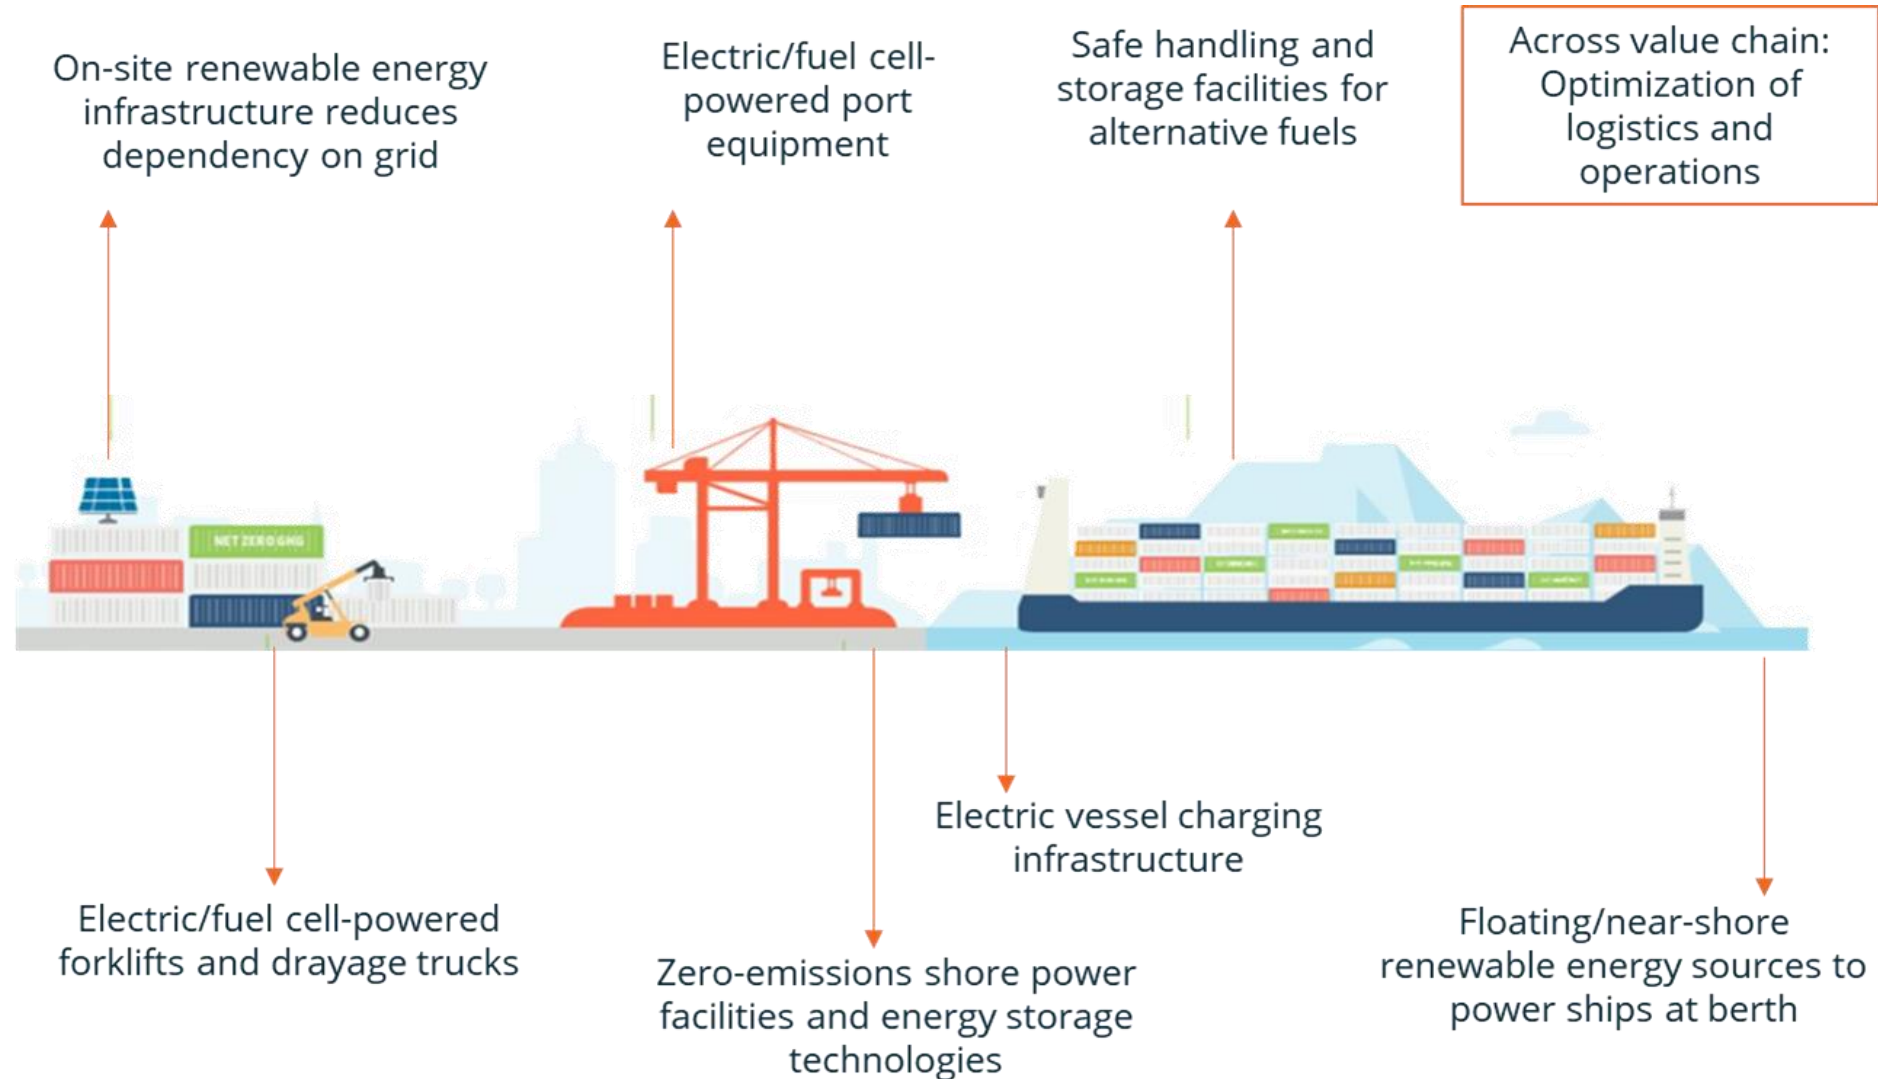 On-site renewable energy
infrastructure reduces
dependency on grid
Electric/fuel cell-
powered port
equipment
Safe handling and
storage facilities for
alternative fuels
Across value chain:
Optimization of
logistics and
operations
NET ZERO GHG
Electric vessel charging
infrastructure
Electric/fuel cell-powered
forklifts and drayage trucks
Zero-emissions shore power
facilities and energy storage
technologies
Floating/near-shore
renewable energy sources to
power ships at berth